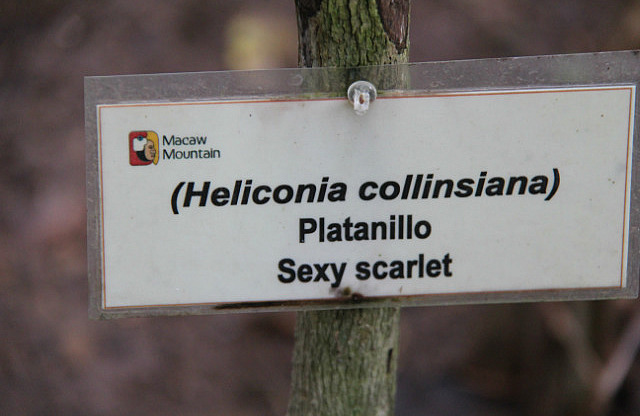 Macaw
Mountain
(Heliconia collinsiana)
Platanillo
Sexy scarlet